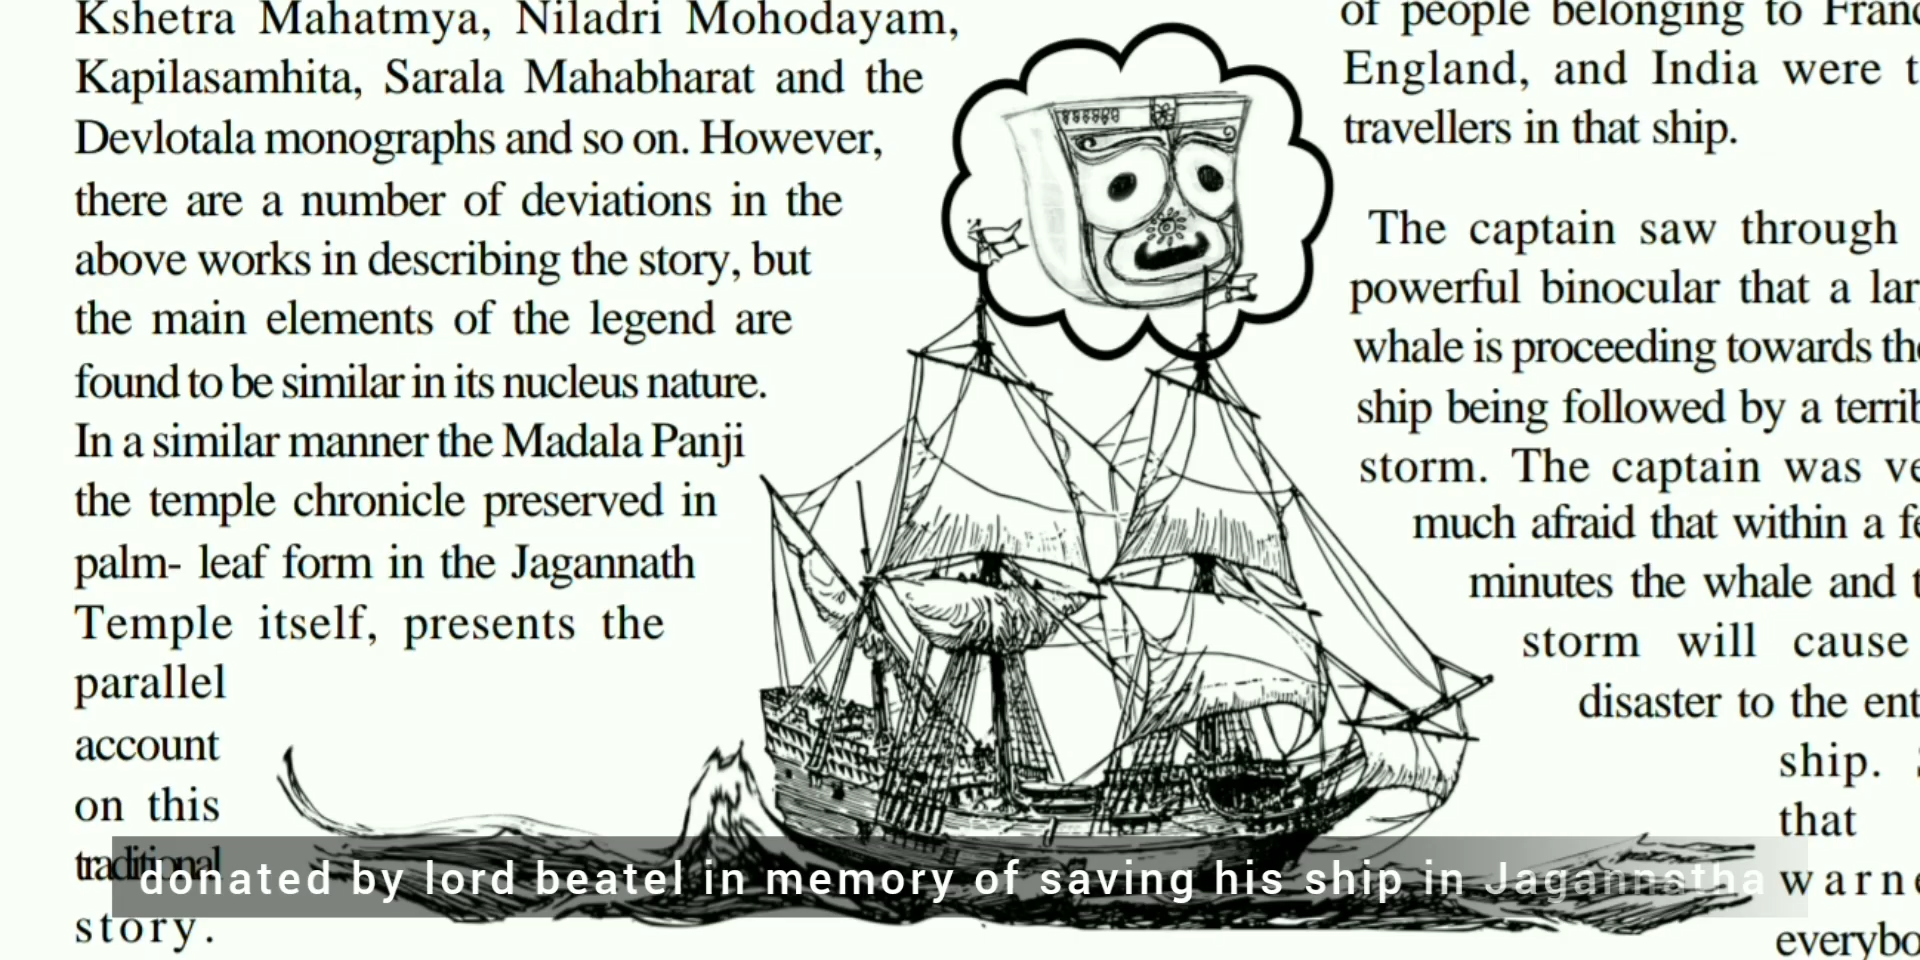 Kshetra Mahatmya, Niladri Mohodayam,
Kapilasamhita, Sarala Mahabharat and the
Devlotala monographs and so on. However,
there are a number of deviations in the
above works in describing the story, but
the main elements of the legend are
found to be similar in its nucleus nature.
In a similar manner the Madala Panji
the temple chronicle preserved in
palm- leaf form in the Jagannath
Temple itself, presents the
parallel
account
on this
traditional
story.
of people belonging to
England, and India were
travellers in that ship.
The captain saw through
powerful binocular that a
whale is proceeding towards
ship being followed by a
storm. The captain was
much afraid that within a
minutes the whale and
storm will cause
disaster to the
ship.
that
donated by lord beatel in memory of saving his ship in Jagannatha